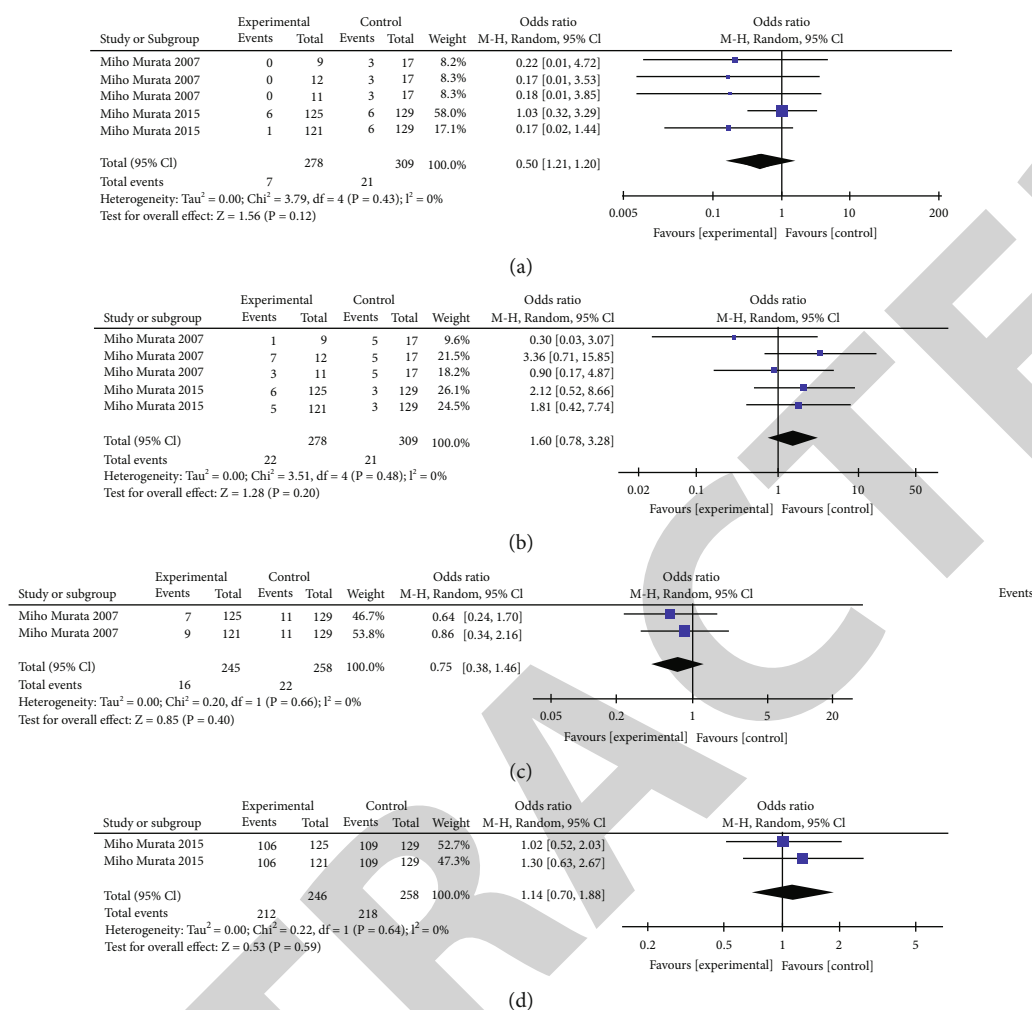 Experimental Control Odds ratio Odds ratio
Study or Subgroup Events Total Events Total Weight M-H, Random, 95% Cl M-H, Random, 95% Cl
Miho Murata 2007 0 9 3 17 8.2% 0.22 [0.01, 4.72]
Miho Murata 2007 0 12 3 17 8.3% 0.17 [0.01, 3.53]
Miho Murata 2007 0 11 3 17 8.3% 0.18 [0.01, 3.85]
Miho Murata 2015 6 125 6 129 58.0% 1.03 [0.32, 3.29]
Miho Murata 2015 1 121 6 129 17.1% 0.17 [0.02, 1.44]
Total (95% Cl) 278 309 100.0% 0.50 [1.21, 1.20]
Total events 7 21
Heterogeneity: Tau² = 0.00; Chi² = 3.79, df = 4 (P = 0.43); I² = 0%
Test for overall effect: Z = 1.56 (P = 0.12)
0.005 0.1 1 10 200
Favours [experimental] Favours [control]
(a)
Experimental Control Odds ratio Odds ratio
Study or subgroup Events Total Events Total Weight M-H, Random, 95% Cl M-H, Random, 95% Cl
Miho Murata 2007 1 9 5 17 9.6% 0.30 [0.03, 3.07]
Miho Murata 2007 7 12 5 17 21.5% 3.36 [0.71, 15.85]
Miho Murata 2007 3 11 5 17 18.2% 0.90 [0.17, 4.87]
Miho Murata 2015 6 125 3 129 26.1% 2.12 [0.52, 8.66]
Miho Murata 2015 5 121 3 129 24.5% 1.81 [0.42, 7.74]
Total (95% Cl) 278 309 100.0% 1.60 [0.78, 3.28]
Total events 22 21
Heterogeneity: Tau² = 0.00; Chi² = 3.51, df = 4 (P = 0.48); I² = 0%
Test for overall effect: Z = 1.28 (P = 0.20)
0.02 0.1 1 10 50
Favours [experimental] Favours [control]
(b)
Experimental Control Odds ratio Odds ratio
Study or subgroup Events Total Events Total Weight M-H, Random, 95% Cl M-H, Random, 95% Cl Events
Miho Murata 2007 7 125 11 129 46.7% 0.64 [0.24, 1.70]
Miho Murata 2007 9 121 11 129 53.8% 0.86 [0.34, 2.16]
Total (95% Cl) 245 258 100.0% 0.75 [0.38, 1.46]
Total events 16 22
Heterogeneity: Tau² = 0.00; Chi² = 0.20, df = 1 (P = 0.66); I² = 0%
Test for overall effect: Z = 0.85 (P = 0.40)
0.05 0.2 1 5 20
Favours [experimental] Favours [control]
(c)
Experimental Control Odds ratio Odds ratio
Study or subgroup Events Total Events Total Weight M-H, Random, 95% Cl M-H, Random, 95% Cl
Miho Murata 2015 106 125 109 129 52.7% 1.02 [0.52, 2.03]
Miho Murata 2015 106 121 109 129 47.3% 1.30 [0.63, 2.67]
Total (95% Cl) 246 258 100.0% 1.14 [0.70, 1.88]
Total events 212 218
Heterogeneity: Tau² = 0.00; Chi² = 0.22, df = 1 (P = 0.64); I² = 0%
Test for overall effect: Z = 0.53 (P = 0.59)
0.2 0.5 1 2 5
Favours [experimental] Favours [control]
(d)
TRACTE